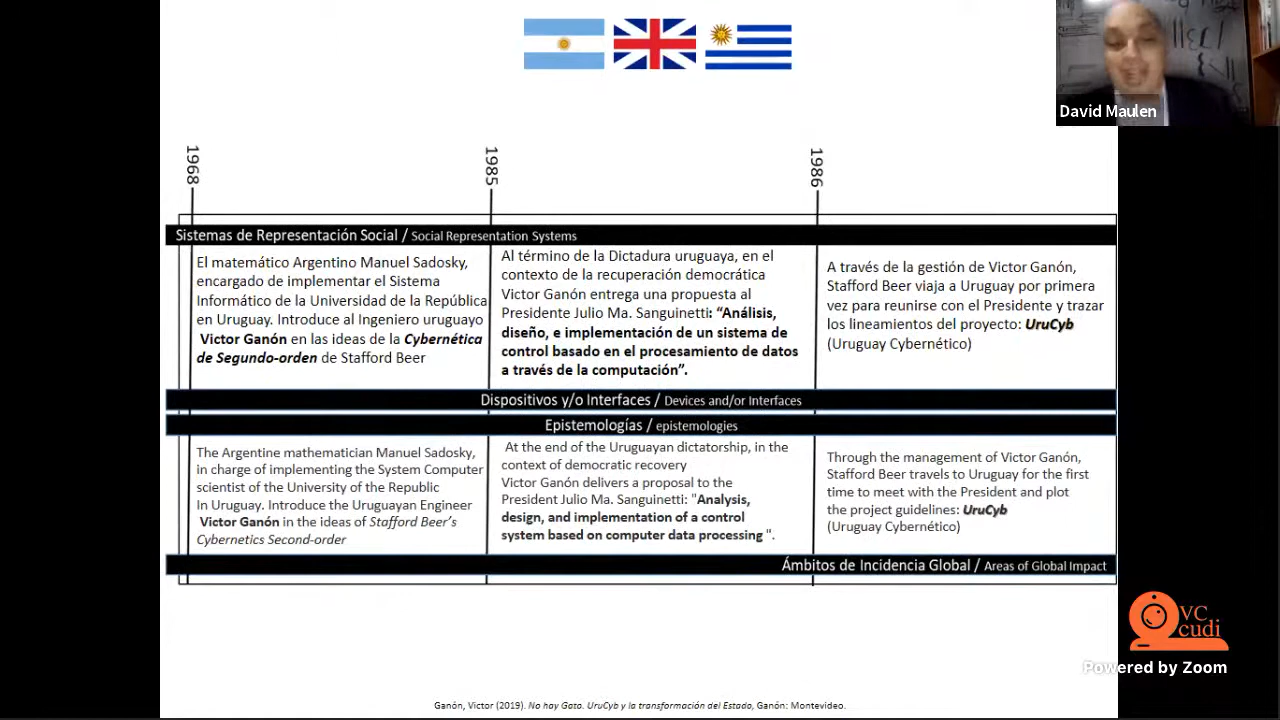 David Maulen
1968
1985
1986
Sistemas de Representación Social / Social Representation Systems
El matemático Argentino Manuel Sadosky,
encargado de implementar el Sistema
Informático de la Universidad de la República
en Uruguay. Introduce al Ingeniero uruguayo
Victor Ganón en las ideas de la Cybernética
de Segundo-orden de Stafford Beer
Al término de la Dictadura uruguaya, en el
contexto de la recuperación democrática
Victor Ganón entrega una propuesta al
Presidente Julio Ma. Sanguinetti: “Análisis,
diseño, e implementación de un sistema de
control basado en el procesamiento de datos
a través de la computación”.
A través de la gestión de Victor Ganón,
Stafford Beer viaja a Uruguay por primera
vez para reunirse con el Presidente y trazar
los lineamientos del proyecto: UruCyb
(Uruguay Cybernético)
Dispositivos y/o Interfaces / Devices and/or Interfaces
Epistemologías / epistemologies
The Argentine mathematician Manuel Sadosky,
in charge of implementing the System Computer
scientist of the University of the Republic
In Uruguay. Introduce the Uruguayan Engineer
Victor Ganón in the ideas of Stafford Beer’s
Cybernetics Second-order
At the end of the Uruguayan dictatorship, in the
context of democratic recovery
Victor Ganón delivers a proposal to the
President Julio Ma. Sanguinetti: "Analysis,
design, and implementation of a control
system based on computer data processing ".
Through the management of Victor Ganón,
Stafford Beer travels to Uruguay for the first
time to meet with the President and plot
the project guidelines: UruCyb
(Uruguay Cybernético)
Ámbitos de Incidencia Global / Areas of Global Impact
VC
cudi
Powered by Zoom
Ganón, Victor (2019). No hay Gato. UruCyb y la transformación del Estado, Ganón: Montevideo.